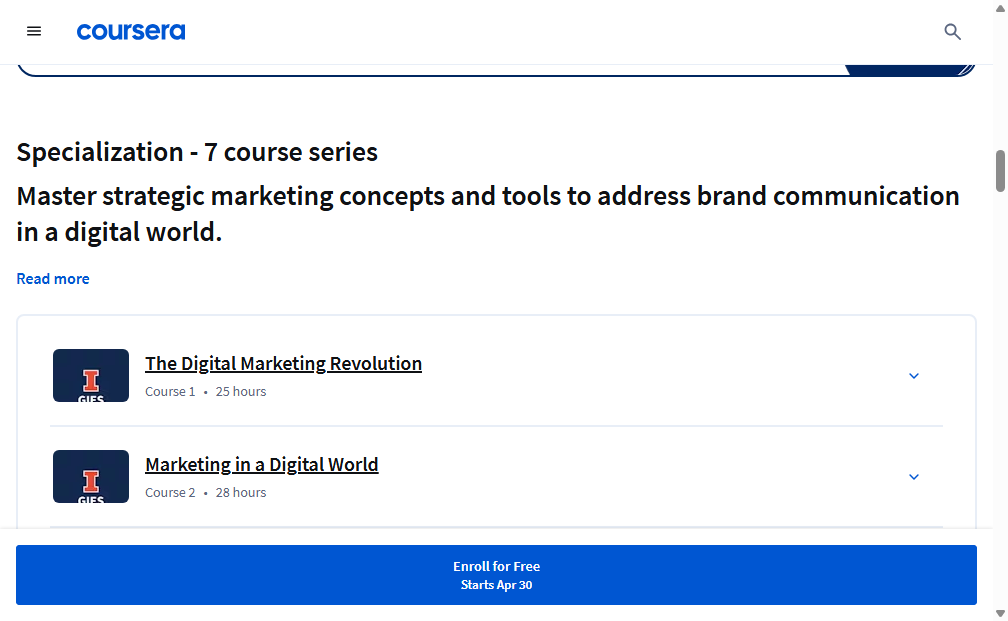 coursera
Specialization - 7 course series
Master strategic marketing concepts and tools to address brand communication
in a digital world.
Read more
I
GIES
The Digital Marketing Revolution
Course 1 • 25 hours
I
GIES
Marketing in a Digital World
Course 2 • 28 hours
Enroll for Free
Starts Apr 30